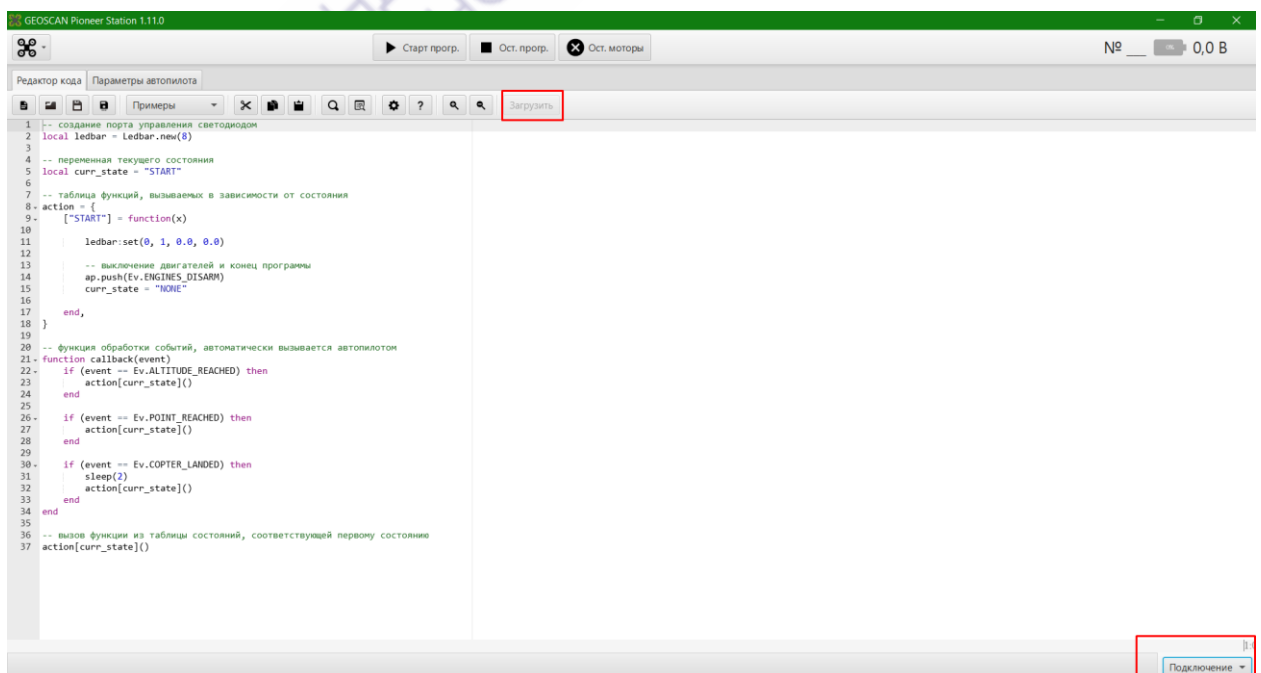 GEOSCAN Pioneer Station 1.11.0
Старт прогр. Ост. прогр. Ост. моторы № __ 0,0 В
Редактор кода Параметры автопилота
Примеры ? Загрузить
1 -- создание порта управления светодиодом
2 local ledbar = Ledbar.new(8)
3
4 -- переменная текущего состояния
5 local curr_state = "START"
6
7 -- таблица функций, вызываемых в зависимости от состояния
8 action = {
9 ["START"] = function(x)
10
11 ledbar:set(0, 1, 0.0, 0.0)
12
13 -- выключение двигателей и конец программы
14 ap.push(Ev.ENGINES_DISARM)
15 curr_state = "NONE"
16
17 end,
18 }
19
20 -- функция обработки событий, автоматически вызывается автопилотом
21 function callback(event)
22 if (event == Ev.ALTITUDE_REACHED) then
23 action[curr_state]()
24 end
25
26 if (event == Ev.POINT_REACHED) then
27 action[curr_state]()
28 end
29
30 if (event == Ev.COPTER_LANDED) then
31 sleep(2)
32 action[curr_state]()
33 end
34 end
35
36 -- вызов функции из таблицы состояний, соответствующей первому состоянию
37 action[curr_state]()
Подключение